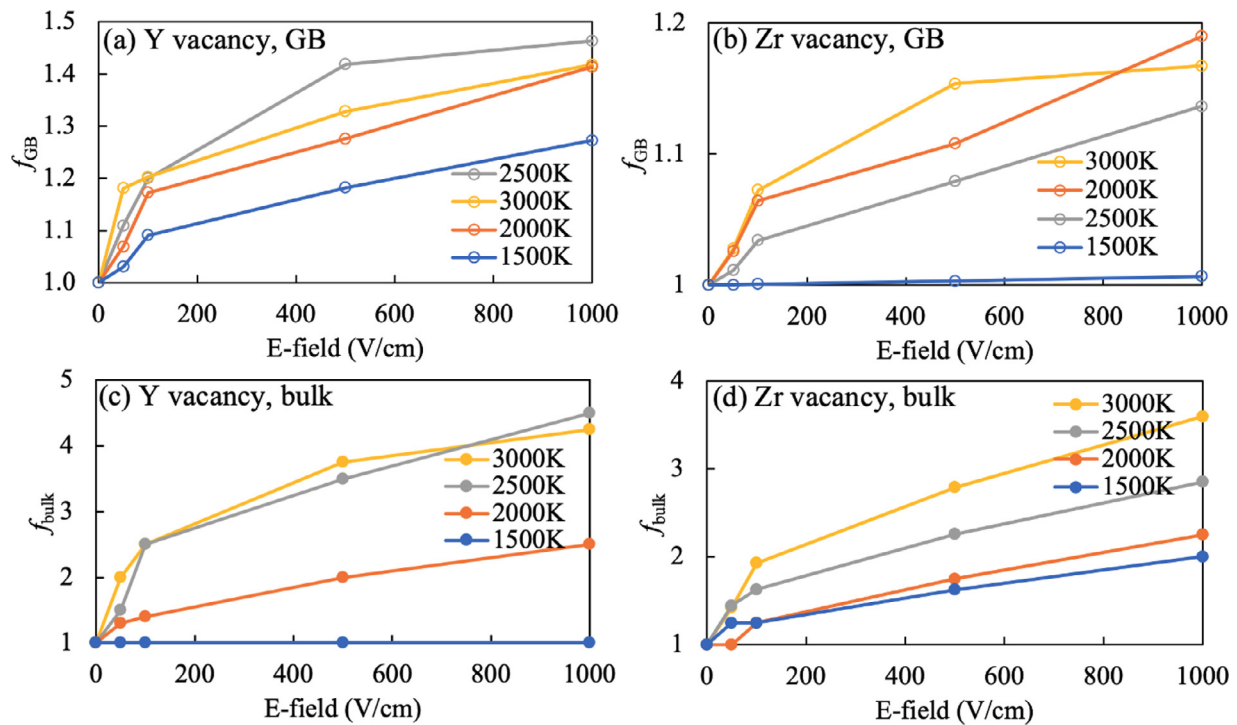 (a) Y vacancy, GB
1.5
1.4
1.3
1.2
1.1
1.0
f_GB
2500K
3000K
2000K
1500K
0 200 400 600 800 1000
E-field (V/cm)
(b) Zr vacancy, GB
1.2
1.1
1
f_GB
3000K
2000K
2500K
1500K
0 200 400 600 800 1000
E-field (V/cm)
(c) Y vacancy, bulk
5
4
3
2
1
f_bulk
3000K
2500K
2000K
1500K
0 200 400 600 800 1000
E-field (V/cm)
(d) Zr vacancy, bulk
4
3
2
1
f_bulk
3000K
2500K
2000K
1500K
0 200 400 600 800 1000
E-field (V/cm)